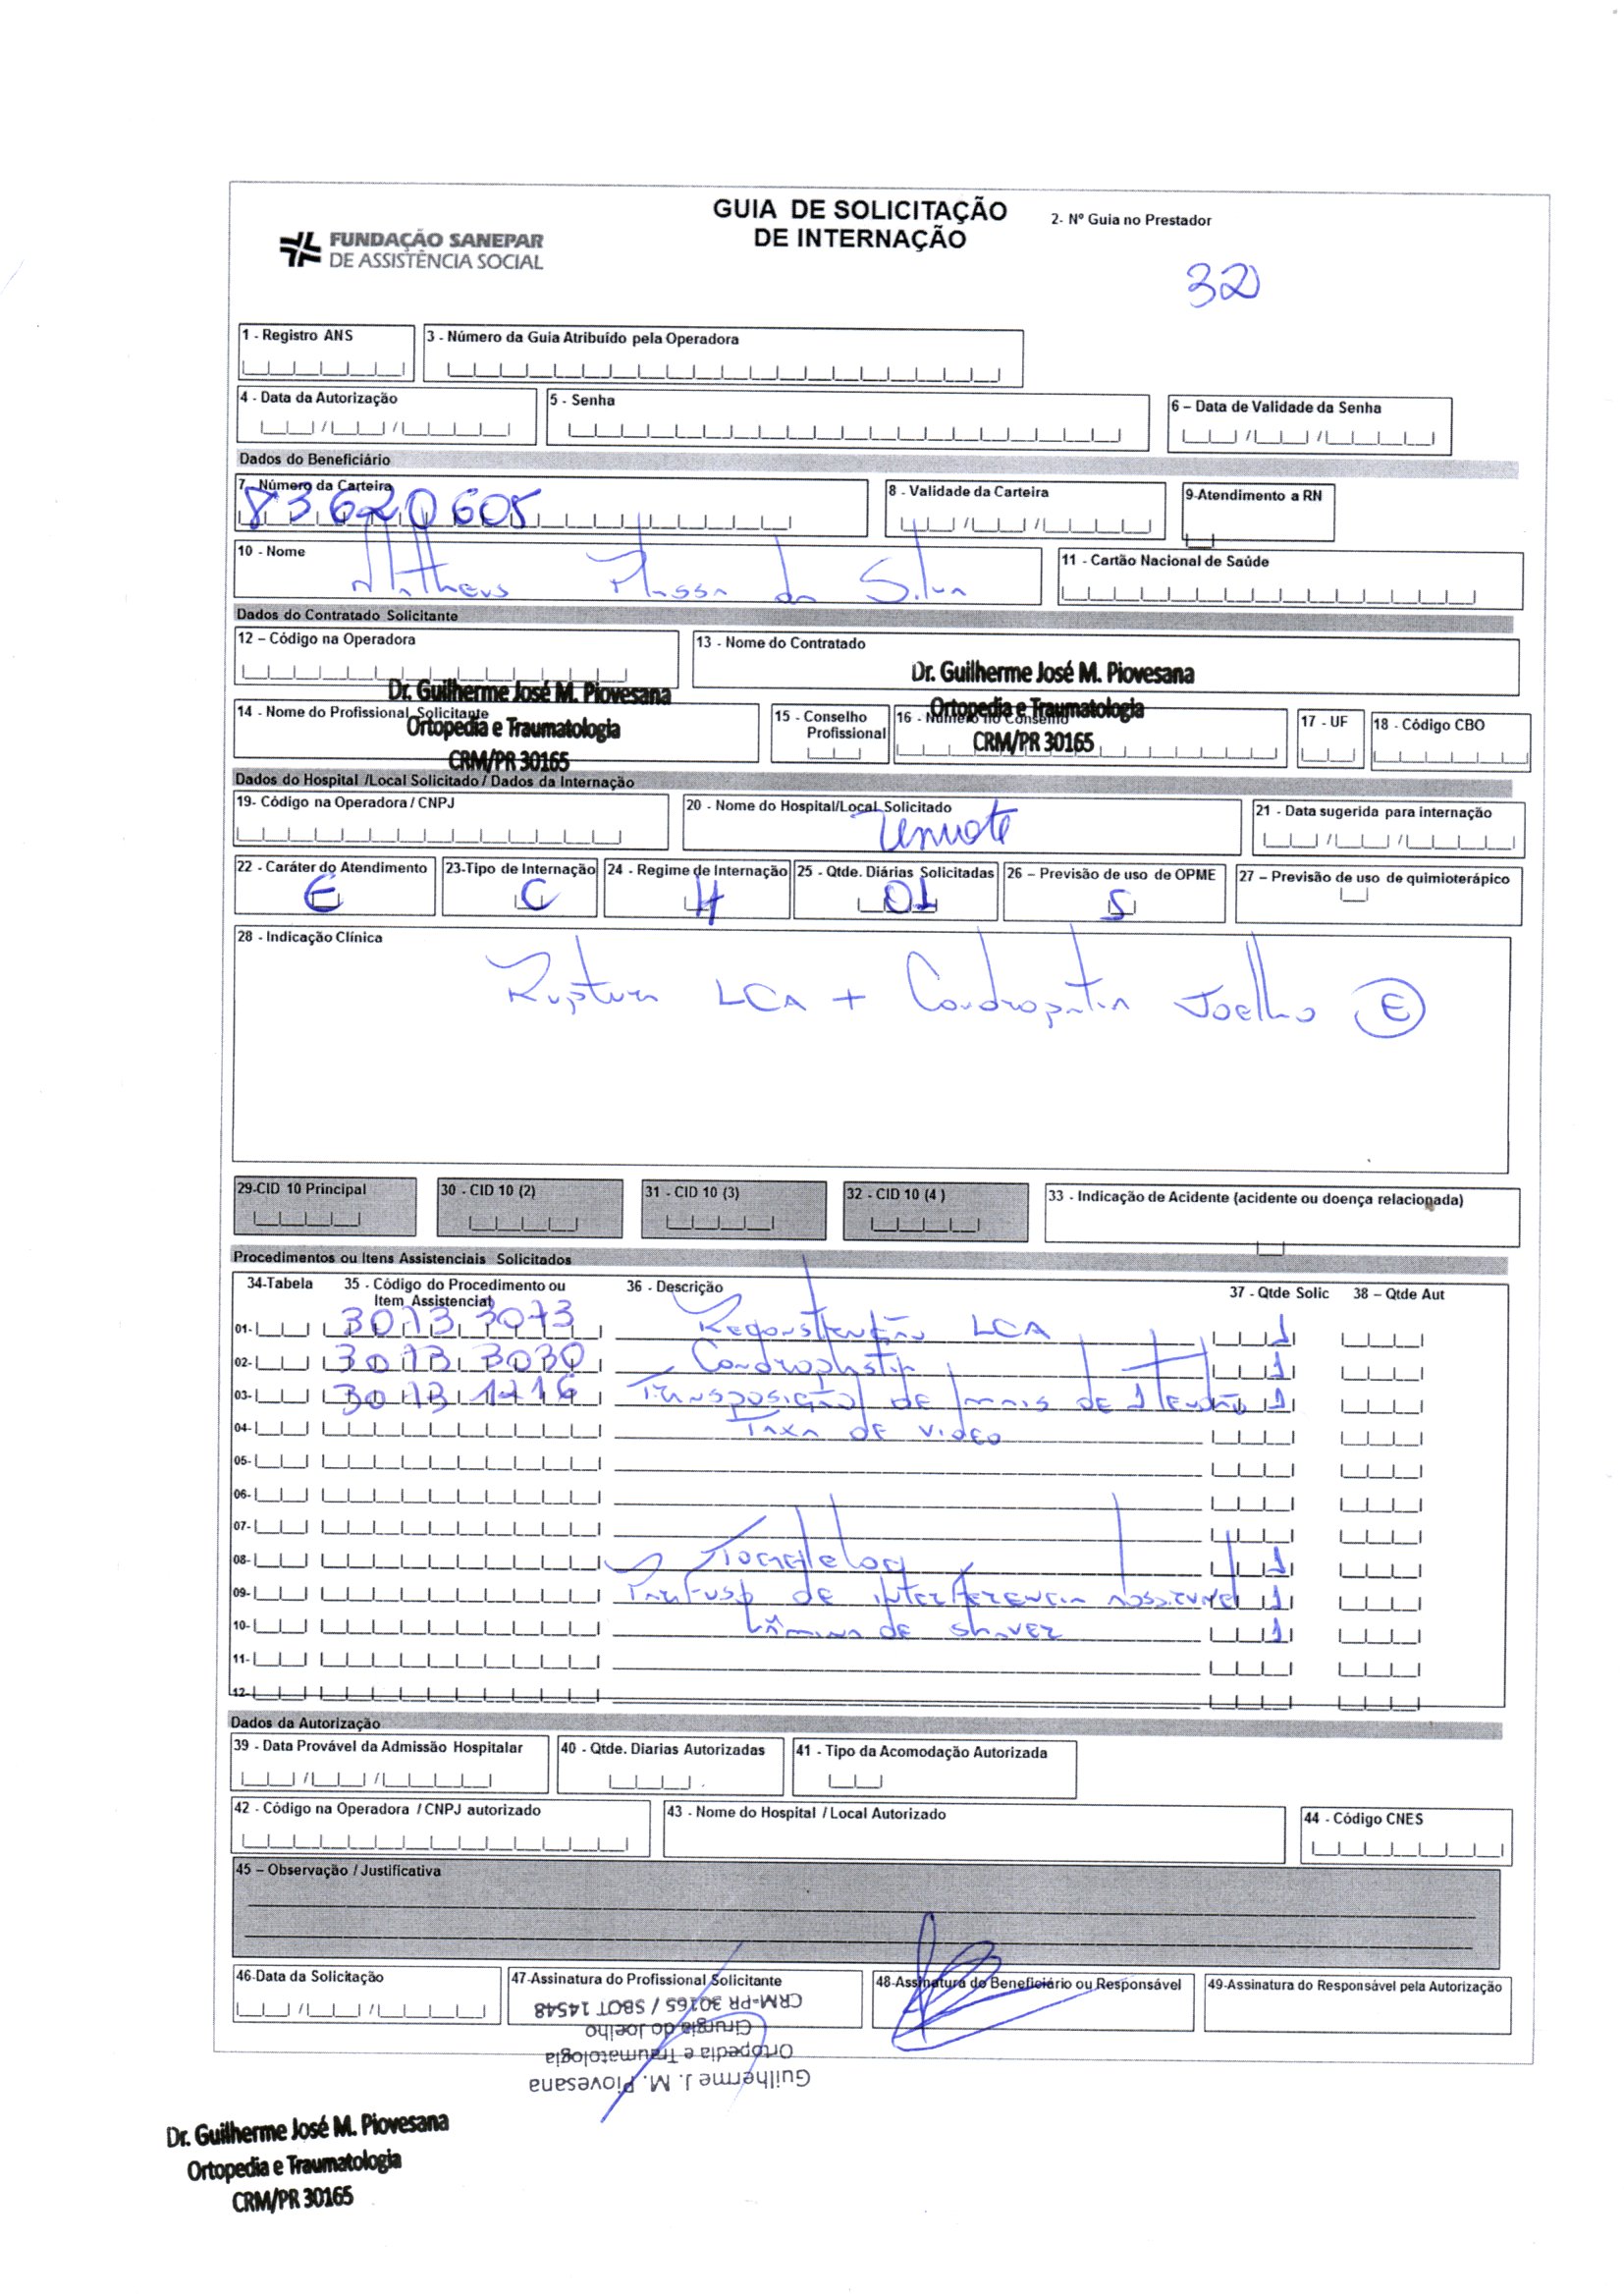 GUIA DE SOLICITAÇÃO
DE INTERNAÇÃO
2- Nº Guia no Prestador
FUNDAÇÃO SANEPAR
DE ASSISTÊNCIA SOCIAL
32
1 - Registro ANS
3 - Número da Guia Atribuído pela Operadora
4 - Data da Autorização
5 - Senha
6 – Data de Validade da Senha
Dados do Beneficiário
7- Número da Carteira
83620605
8 - Validade da Carteira
9-Atendimento a RN
10 - Nome
Matheus da Silva
11 - Cartão Nacional de Saúde
Dados do Contratado Solicitante
12 – Código na Operadora
13 - Nome do Contratado
Dr. Guilherme José M. Piovesana
Ortopedia e Traumatologia
CRM/PR 30165
Dr. Guilherme José M. Piovesana
Ortopedia e Traumatologia
CRM/PR 30165
14 - Nome do Profissional Solicitante
15 - Conselho Profissional
16 - Número no Conselho
17 - UF
18 - Código CBO
Dados do Hospital /Local Solicitado / Dados da Internação
19- Código na Operadora / CNPJ
20 - Nome do Hospital/Local Solicitado
21 - Data sugerida para internação
22 - Caráter do Atendimento
E
23-Tipo de Internação
C
24 - Regime de Internação
H
25 - Qtde. Diárias Solicitadas
01
26 – Previsão de uso de OPME
S
27 – Previsão de uso de quimioterápico
28 - Indicação Clínica
Ruptura LCA + Condropatia Joelho E
29-CID 10 Principal
30 - CID 10 (2)
31 - CID 10 (3)
32 - CID 10 (4 )
33 - Indicação de Acidente (acidente ou doença relacionada)
Procedimentos ou Itens Assistenciais Solicitados
34-Tabela
35 - Código do Procedimento ou Item Assistencial
36 - Descrição
37 - Qtde Solic
38 – Qtde Aut
01- 30133073 Reconstrução LCA 1
02- 30133030 Condroplastia 1
03- 30131216 Transposição de mais de 1 tendão 1
04- Taxa de video
05-
06-
07-
08- 1
09- Parafuso de interferencia 1
10- Lâmina de shaver 1
11-
12-
Dados da Autorização
39 - Data Provável da Admissão Hospitalar
40 - Qtde. Diarias Autorizadas
41 - Tipo da Acomodação Autorizada
42 - Código na Operadora / CNPJ autorizado
43 - Nome do Hospital / Local Autorizado
44 - Código CNES
45 – Observação / Justificativa
46-Data da Solicitação
47-Assinatura do Profissional Solicitante
48-Assinatura do Beneficiário ou Responsável
49-Assinatura do Responsável pela Autorização
Guilherme J. M. Piovesana
Ortopedia e Traumatologia
Cirurgia do Joelho
CRM-PR 30165 / SBOT 14548
Dr. Guilherme José M. Piovesana
Ortopedia e Traumatologia
CRM/PR 30165